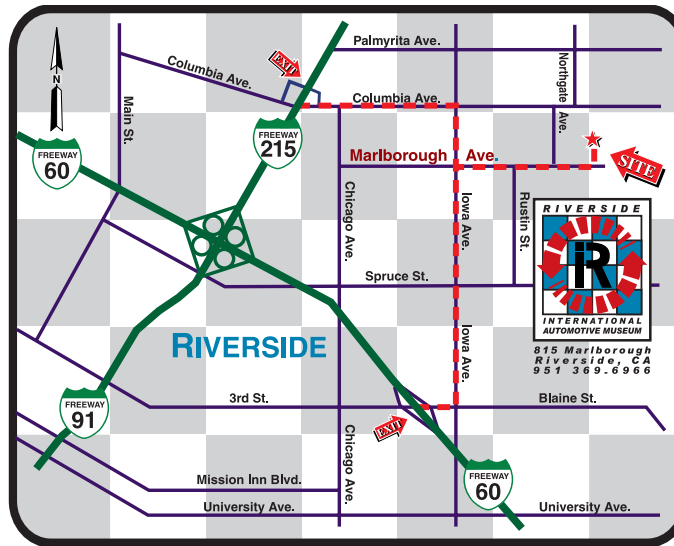 Palmyrita Ave.
EXIT
N
Columbia Ave.
Columbia Ave.
Northgate
Ave.
Main St.
FREEWAY
215
FREEWAY
60
Marlborough Ave.
SITE
Chicago Ave.
Iowa Ave.
Rustin St.
RIVERSIDE
iR
INTERNATIONAL
AUTOMOTIVE MUSEUM
Spruce St.
RIVERSIDE
Iowa Ave.
815 Marlborough
Riverside, CA
951 369-6966
FREEWAY
91
3rd St.
Blaine St.
EXIT
Chicago Ave.
Mission Inn Blvd.
FREEWAY
60
University Ave.
University Ave.